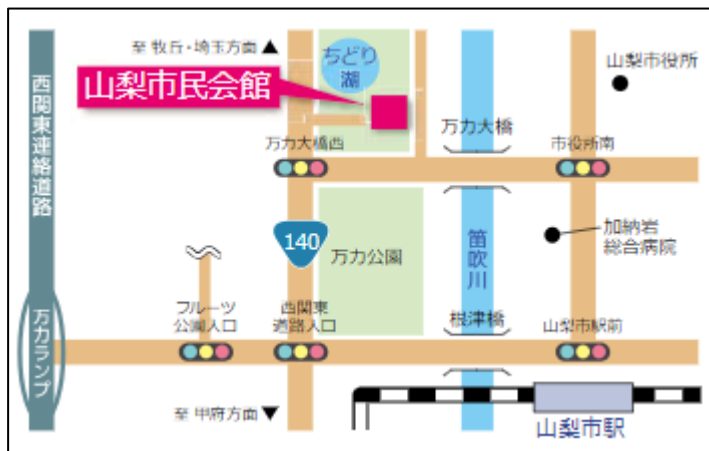 至 牧丘・埼玉方面▲
ちどり
湖
山梨市役所
山梨市民会館
西関東連絡道路
万力大橋
万力大橋西
市役所南
140
万力公園
笛吹川
加納岩
総合病院
フルーツ
公園入口
西関東
道路入口
根津橋
山梨市駅前
万力ランプ
至 甲府方面▼
山梨市駅